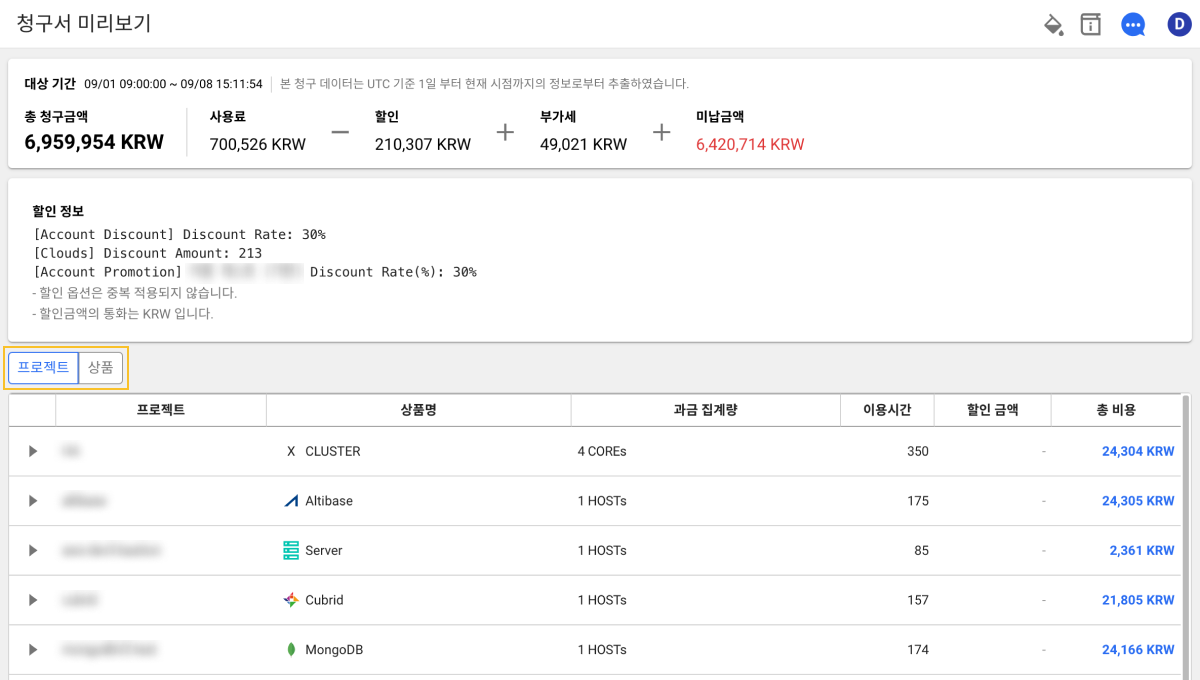 청구서 미리보기
D
대상 기간 09/01 09:00:00 ~ 09/08 15:11:54 본 청구 데이터는 UTC 기준 1일 부터 현재 시점까지의 정보로부터 추출하였습니다.
총 청구금액 사용료 할인 부가세 미납금액
6,959,954 KRW 700,526 KRW − 210,307 KRW + 49,021 KRW + 6,420,714 KRW
할인 정보
[Account Discount] Discount Rate: 30%
[Clouds] Discount Amount: 213
[Account Promotion] Discount Rate(%): 30%
- 할인 옵션은 중복 적용되지 않습니다.
- 할인금액의 통화는 KRW 입니다.
프로젝트 상품
프로젝트 상품명 과금 집계량 이용시간 할인 금액 총 비용
X CLUSTER 4 COREs 350 - 24,304 KRW
Altibase 1 HOSTs 175 - 24,305 KRW
Server 1 HOSTs 85 - 2,361 KRW
Cubrid 1 HOSTs 157 - 21,805 KRW
MongoDB 1 HOSTs 174 - 24,166 KRW